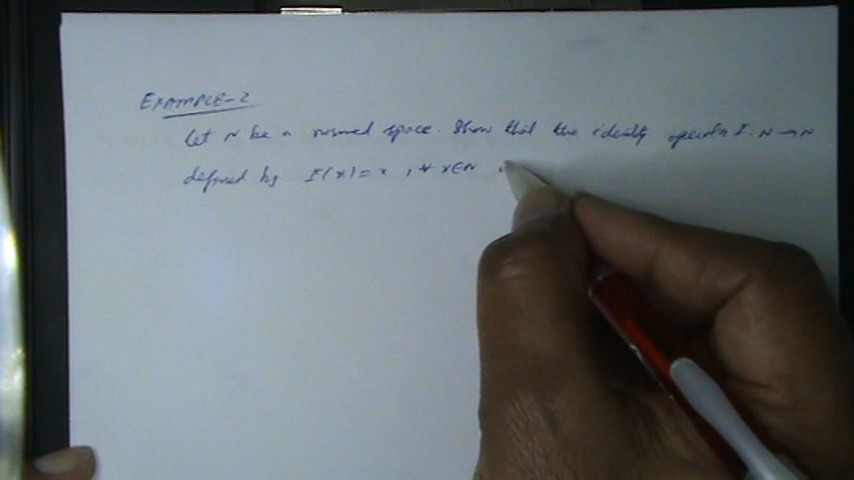 EXAMPLE-2
Let N be a normed space. Show that the identity operator I: N → N
defined by I(x) = x, ∀ x∈N